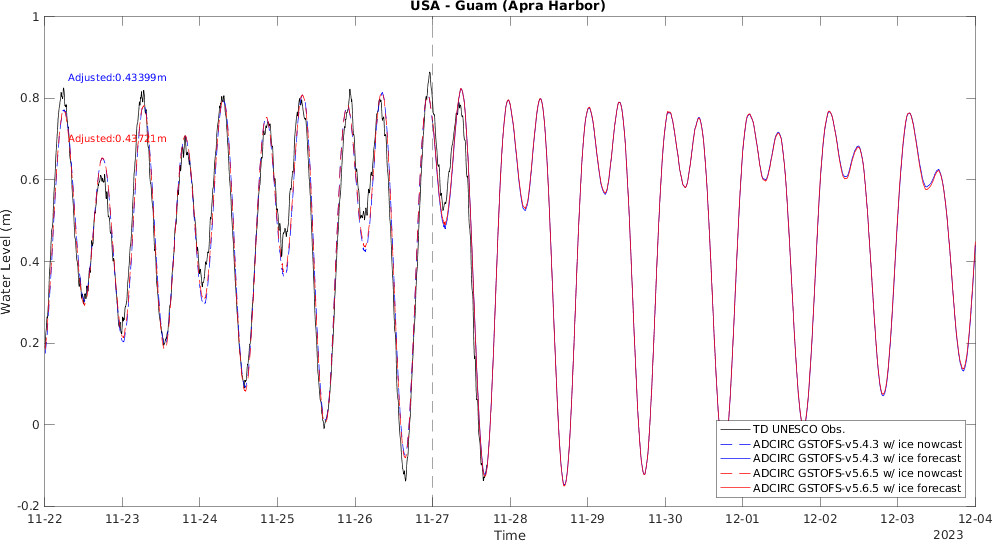 USA - Guam (Apra Harbor)
1
0.8
0.6
0.4
0.2
0
-0.2
Water Level (m)
Adjusted:0.43399m
Adjusted:0.43721m
TD UNESCO Obs.
ADCIRC GSTOFS-v5.4.3 w/ ice nowcast
ADCIRC GSTOFS-v5.4.3 w/ ice forecast
ADCIRC GSTOFS-v5.6.5 w/ ice nowcast
ADCIRC GSTOFS-v5.6.5 w/ ice forecast
11-22 11-23 11-24 11-25 11-26 11-27 11-28 11-29 11-30 12-01 12-02 12-03 12-04
Time
2023